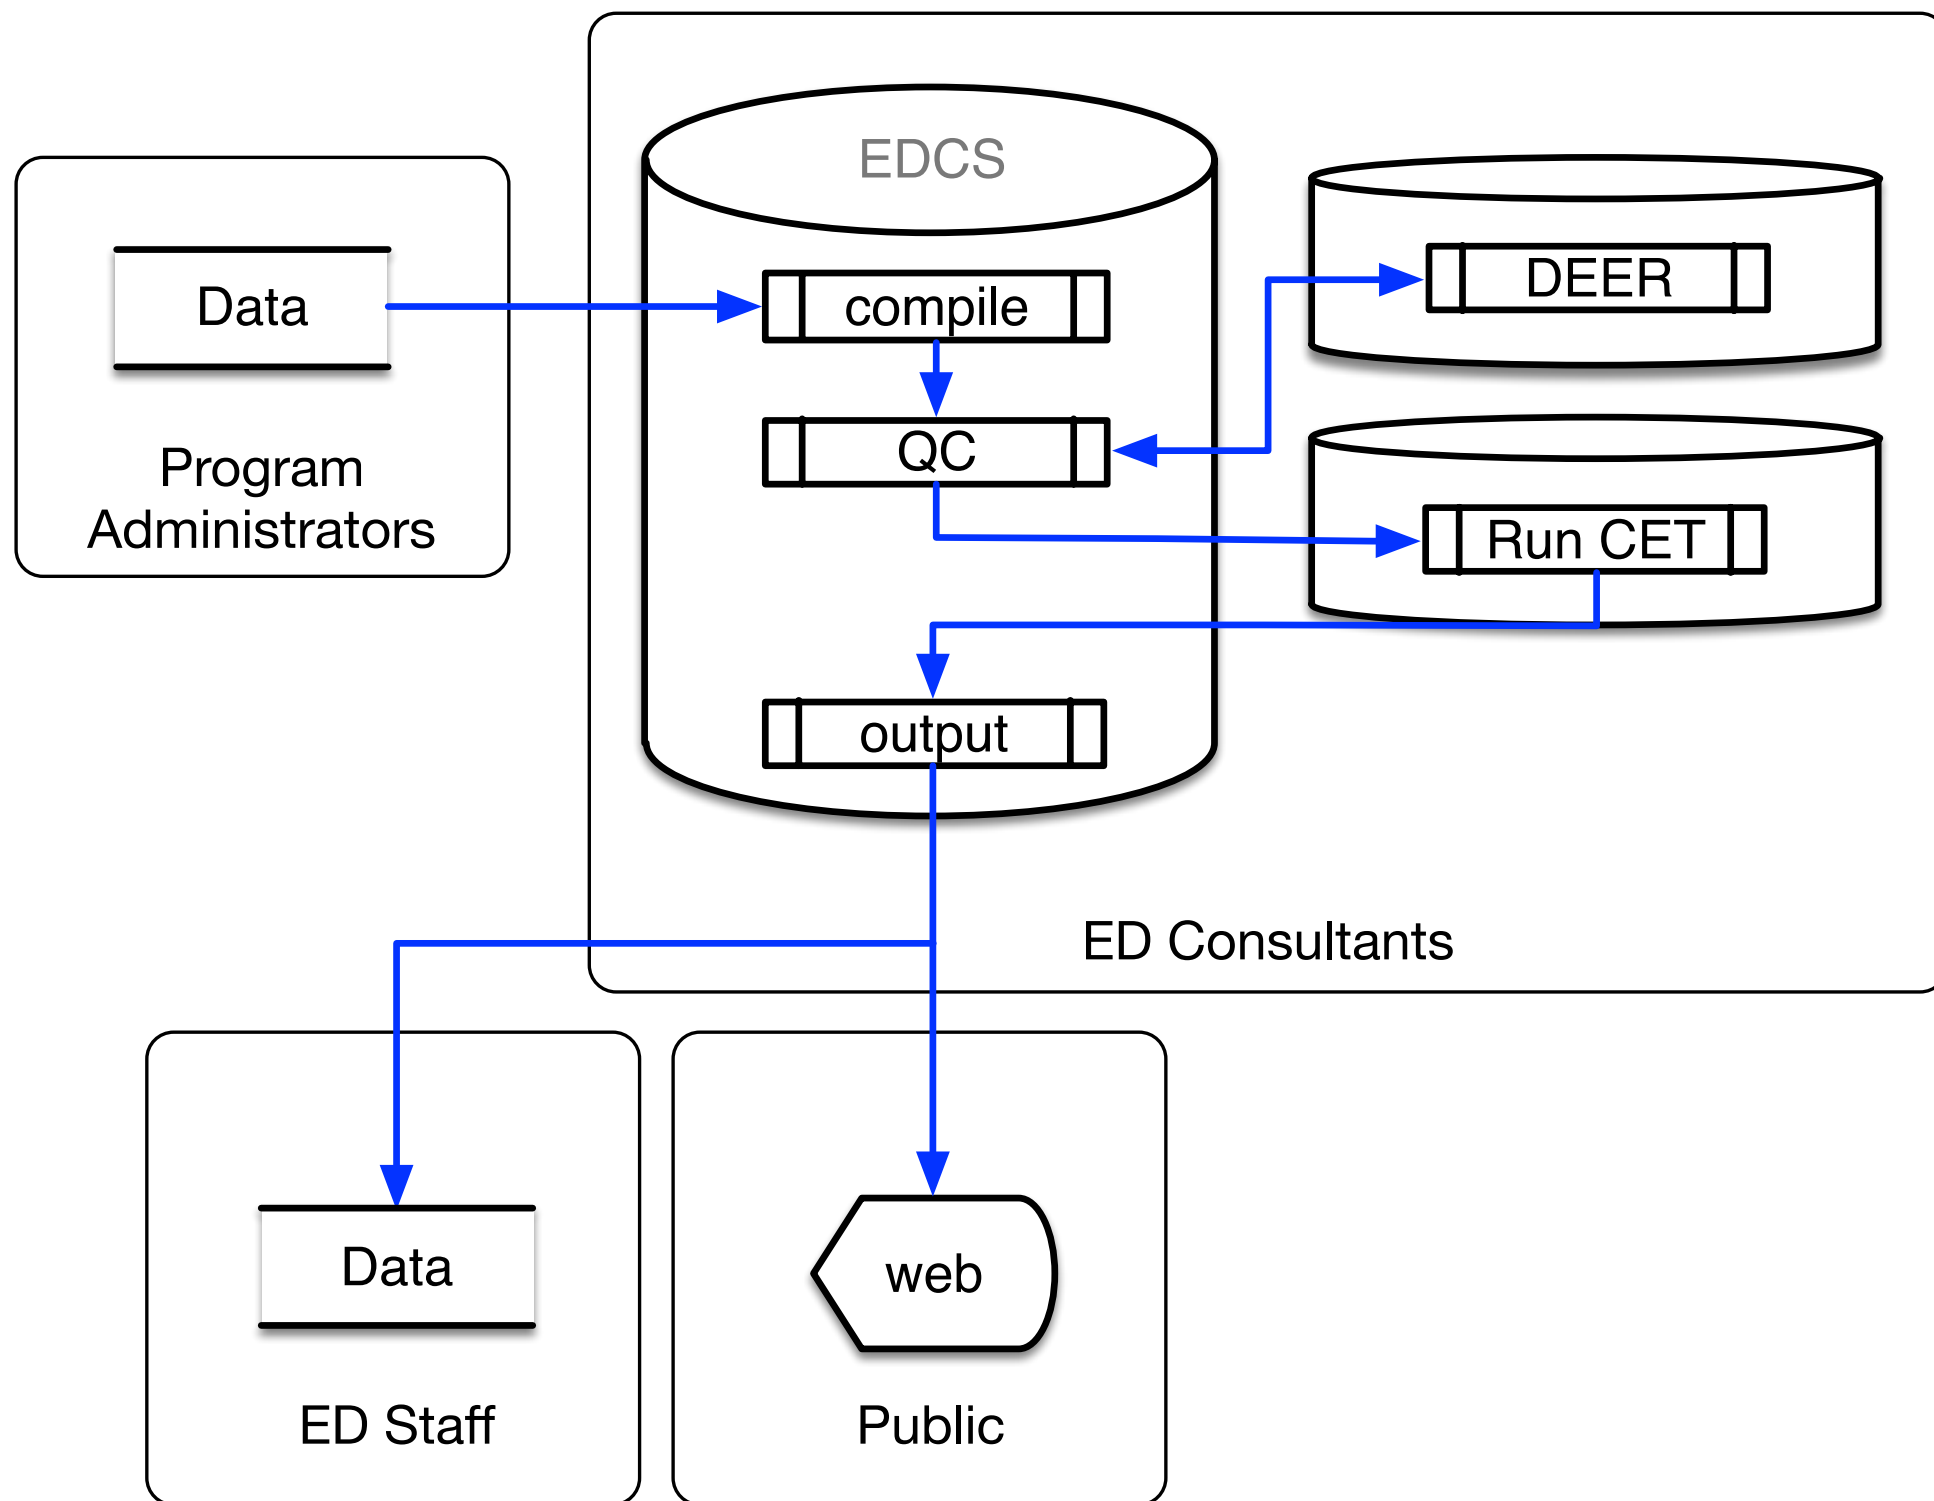 EDCS
Data
compile
DEER
QC
Program
Administrators
Run CET
output
ED Consultants
Data
web
ED Staff
Public